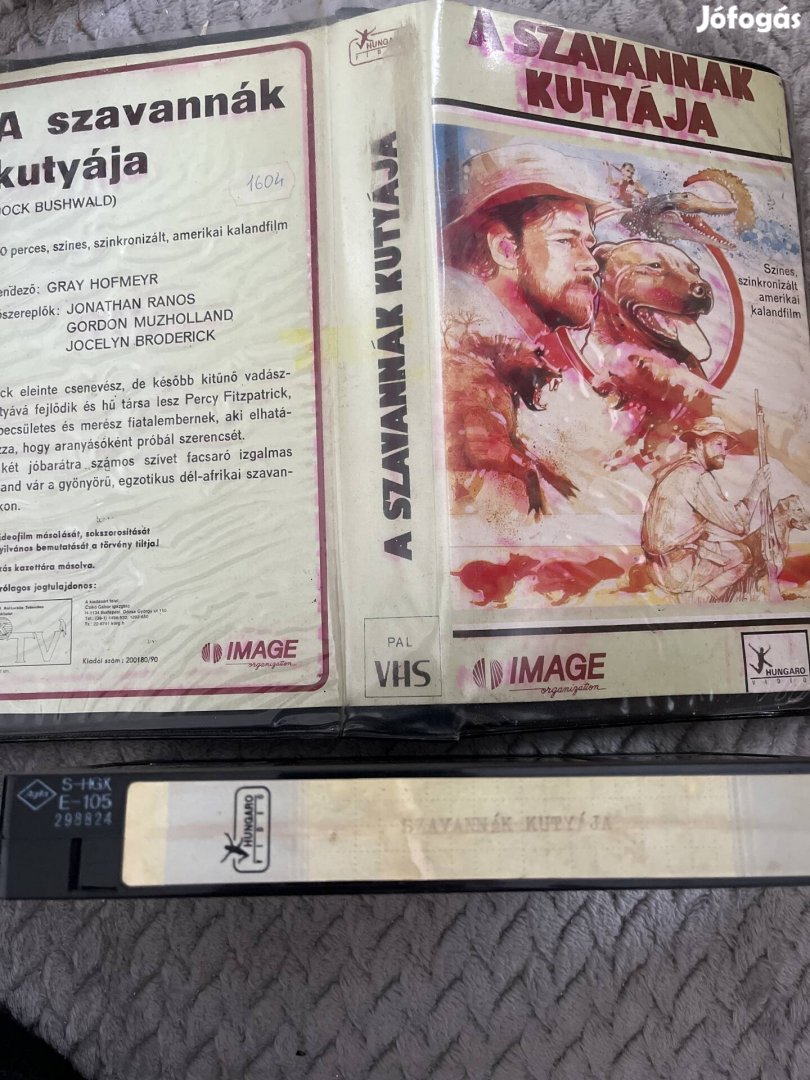 Jófogás
A szavannák
kutyája
OCK BUSHWALD)
1604
0 perces, szines, szinkronizált, amerikai kalandfilm
endező: GRAY HOFMEYR
őszereplők: JONATHAN RANOS
GORDON MUZHOLLAND
JOCELYN BRODERICK
ck eleinte csenevész, de később kitűnő vadász-
tyává fejlődik és hű társa lesz Percy Fitzpatrick,
becsületes és merész fiatalembernek, aki elhatá-
zza, hogy aranyásóként próbál szerencsét.
két jóbarátra számos szívet facsaró izgalmas
and vár a gyönyörű, egzotikus dél-afrikai szavan-
kon.
ideofilm másolását, sokszorosítását
yilvános bemutatását a törvény tiltja!
rás kazettára másolva.
rólagos jogtulajdonos:
A kiadásért felel:
Kiadói szám: 200180/90
IMAGE
organization
HUNGARO
A SZAVANNÁK KUTYÁJA
PAL
VHS
A SZAVANNÁK
KUTYÁJA
Szines,
szinkronizált
amerikai
kalandfilm
IMAGE
organization
HUNGARO
VIDEO
S-HGX
E-105
298824
HUNGARO
SZAVANNÁK KUTYÁJA